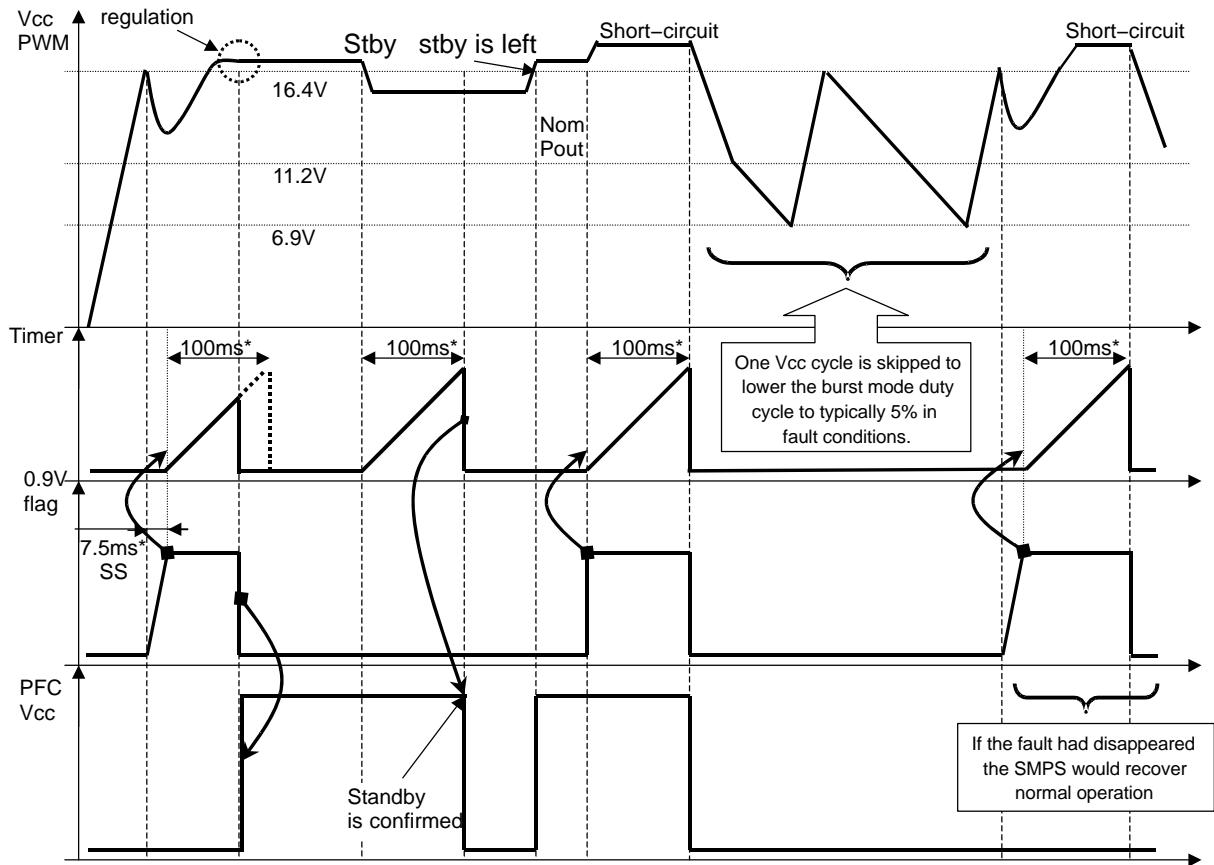 Vcc
PWM
regulation
Stby
stby is left
Short−circuit
Short−circuit
16.4V
Nom
Pout
11.2V
6.9V
Timer
100ms*
100ms*
100ms*
100ms*
One Vcc cycle is skipped to
lower the burst mode duty
cycle to typically 5% in
fault conditions.
0.9V
flag
7.5ms*
SS
PFC
Vcc
Standby
is confirmed
If the fault had disappeared
the SMPS would recover
normal operation